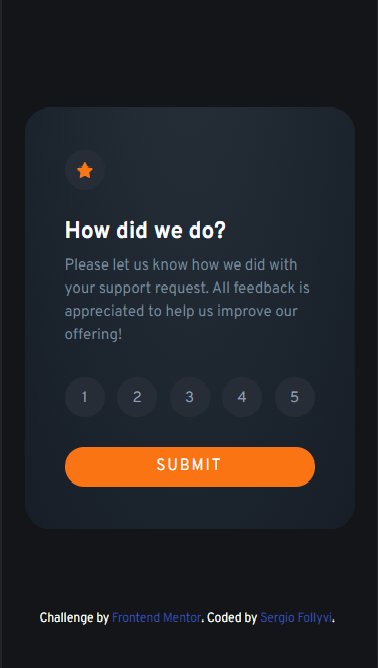 How did we do?
Please let us know how we did with
your support request. All feedback is
appreciated to help us improve our
offering!
1 2 3 4 5
SUBMIT
Challenge by Frontend Mentor. Coded by Sergio Follyvi.